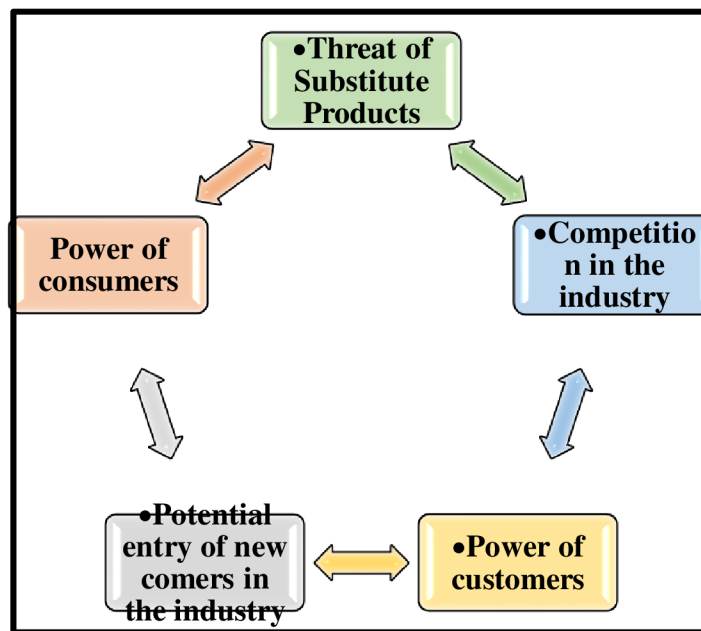 •Threat of
Substitute
Products
Power of
consumers
•Competitio
n in the
industry
•Potential
entry of new
comers in
the industry
•Power of
customers